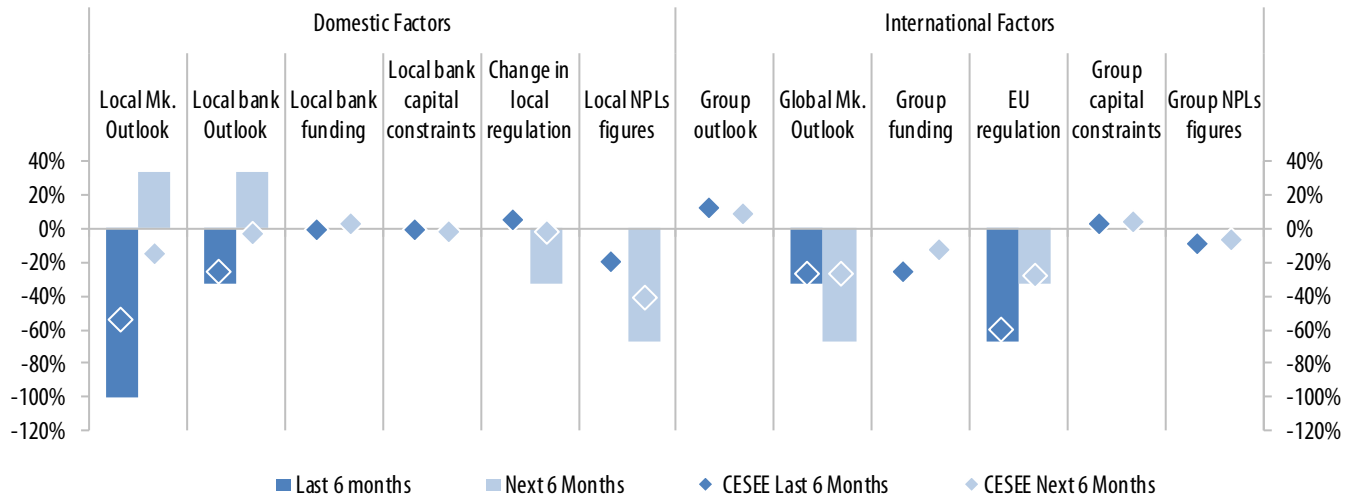 Domestic Factors
International Factors
Local Mk.
Outlook
Local bank
Outlook
Local bank
funding
Local bank
capital
constraints
Change in
local
regulation
Local NPLs
figures
Group
outlook
Global Mk.
Outlook
Group
funding
EU
regulation
Group
capital
constraints
Group NPLs
figures
40%
20%
0%
-20%
-40%
-60%
-80%
-100%
-120%
40%
20%
0%
-20%
-40%
-60%
-80%
-100%
-120%
Last 6 months
Next 6 Months
CESEE Last 6 Months
CESEE Next 6 Months